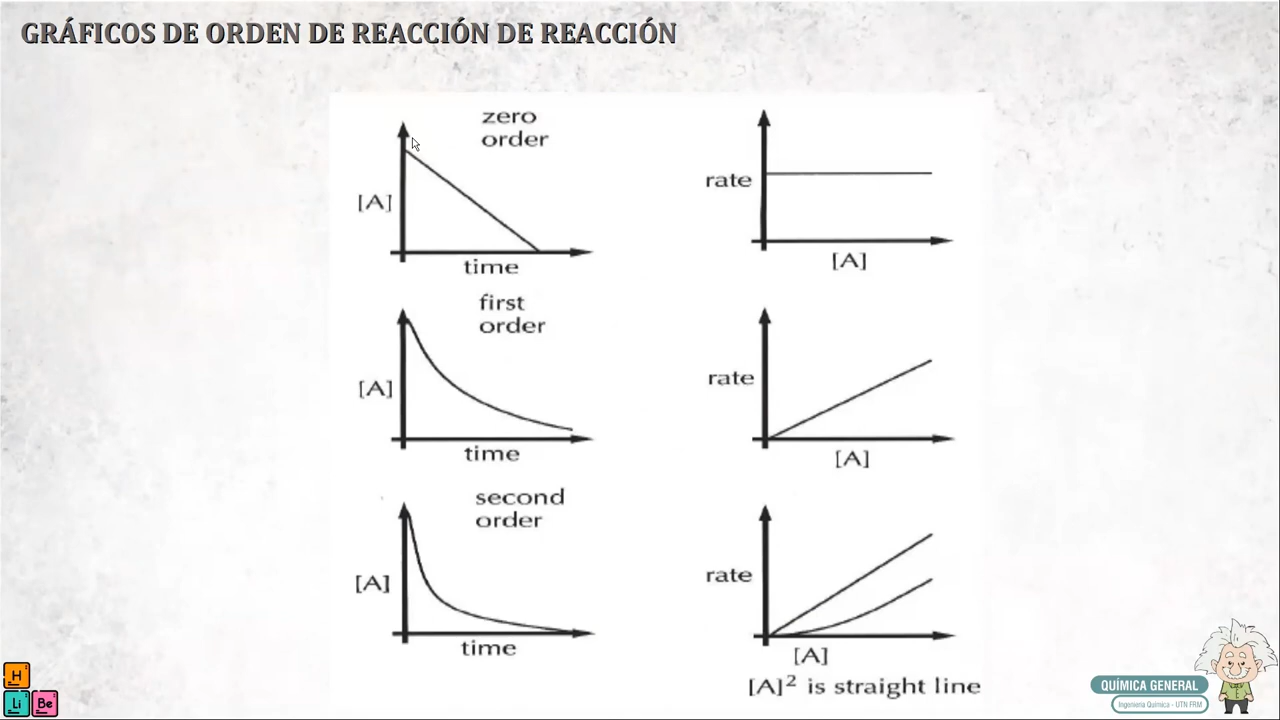 GRÁFICOS DE ORDEN DE REACCIÓN DE REACCIÓN
zero
order
[A]
time
rate
[A]
first
order
[A]
time
rate
[A]
second
order
[A]
time
rate
[A]
[A]² is straight line
H
Li Be
QUÍMICA GENERAL
Ingeniería Química - UTN FRM